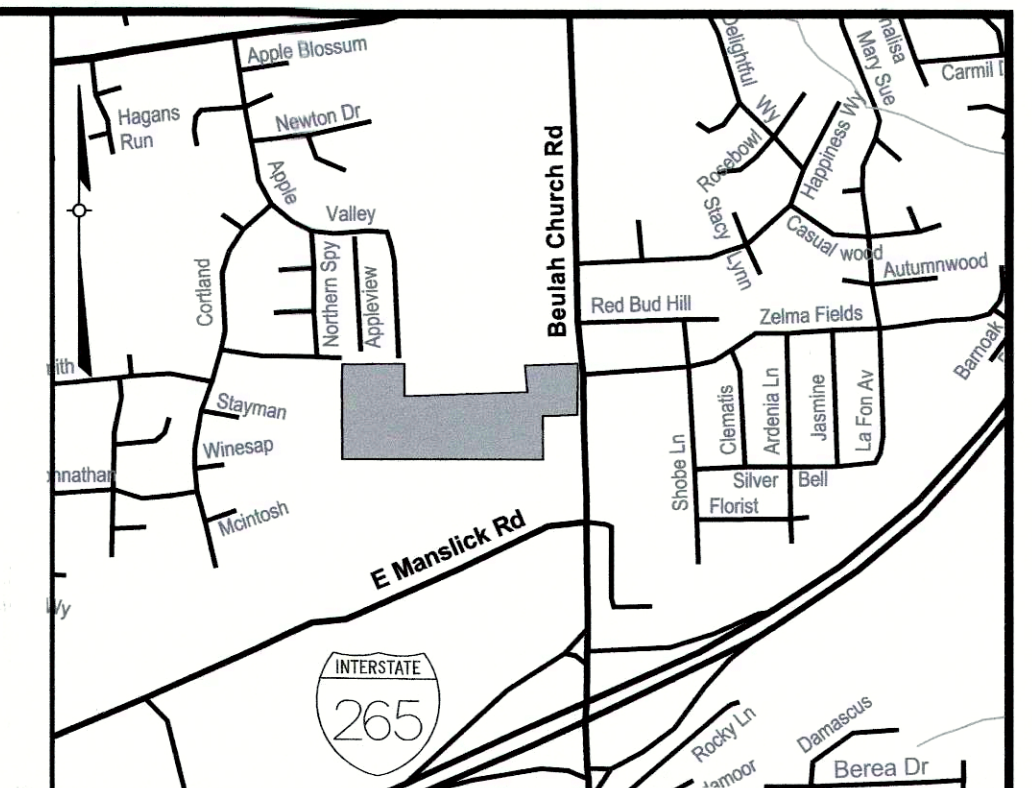 Apple Blossum
Hagans
Run
Newton Dr
Apple
Valley
Northern Spy
Appleview
Cortland
Stayman
Winesap
Mcintosh
Beulah Church Rd
E Manslick Rd
INTERSTATE
265
Delightful
Wy
Mary Sue
Carmil
Rosebowl
Happiness Wy
Stacy
Lynn
Casual wood
Autumnwood
Red Bud Hill
Zelma Fields
Barnoak
Clematis
Ardenia Ln
Jasmine
La Fon Av
Shobe Ln
Silver Bell
Florist
Wy
Rocky Ln
Damascus
Berea Dr